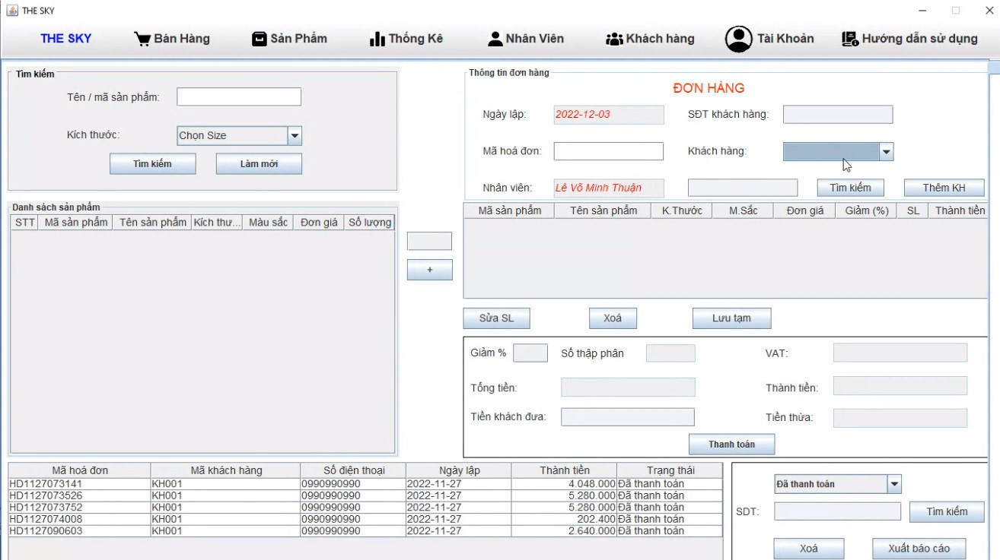 THE SKY
THE SKY
Bán Hàng
Sản Phẩm
Thống Kê
Nhân Viên
Khách hàng
Tài Khoản
Hướng dẫn sử dụng
Tìm kiếm
Tên / mã sản phẩm:
Kích thước:
Chọn Size
Tìm kiếm
Làm mới
Thông tin đơn hàng
ĐƠN HÀNG
Ngày lập:
2022-12-03
SĐT khách hàng:
Mã hoá đơn:
Khách hàng:
Nhân viên:
Lê Võ Minh Thuận
Tìm kiếm
Thêm KH
Danh sách sản phẩm
STT Mã sản phẩm Tên sản phẩm Kích thư... Màu sắc Đơn giá Số lượng
+
Mã sản phẩm Tên sản phẩm K.Thước M.Sắc Đơn giá Giảm (%) SL Thành tiền
Sửa SL
Xoá
Lưu tạm
Giảm %
Số thập phân
VAT:
Tổng tiền:
Thành tiền:
Tiền khách đưa:
Tiền thừa:
Thanh toán
Mã hoá đơn Mã khách hàng Số điện thoại Ngày lập Thành tiền Trạng thái
HD1127073141 KH001 0990990990 2022-11-27 4.048.000 Đã thanh toán
HD1127073526 KH001 0990990990 2022-11-27 5.280.000 Đã thanh toán
HD1127073752 KH001 0990990990 2022-11-27 5.280.000 Đã thanh toán
HD1127074008 KH001 0990990990 2022-11-27 202.400 Đã thanh toán
HD1127090603 KH001 0990990990 2022-11-27 2.640.000 Đã thanh toán
Đã thanh toán
SDT:
Tìm kiếm
Xoá
Xuất báo cáo